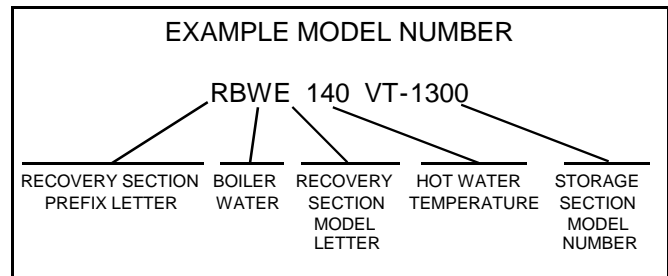 EXAMPLE MODEL NUMBER
RBWE 140 VT-1300
RECOVERY SECTION
PREFIX LETTER
BOILER
WATER
RECOVERY
SECTION
MODEL
LETTER
HOT WATER
TEMPERATURE
STORAGE
SECTION
MODEL
NUMBER